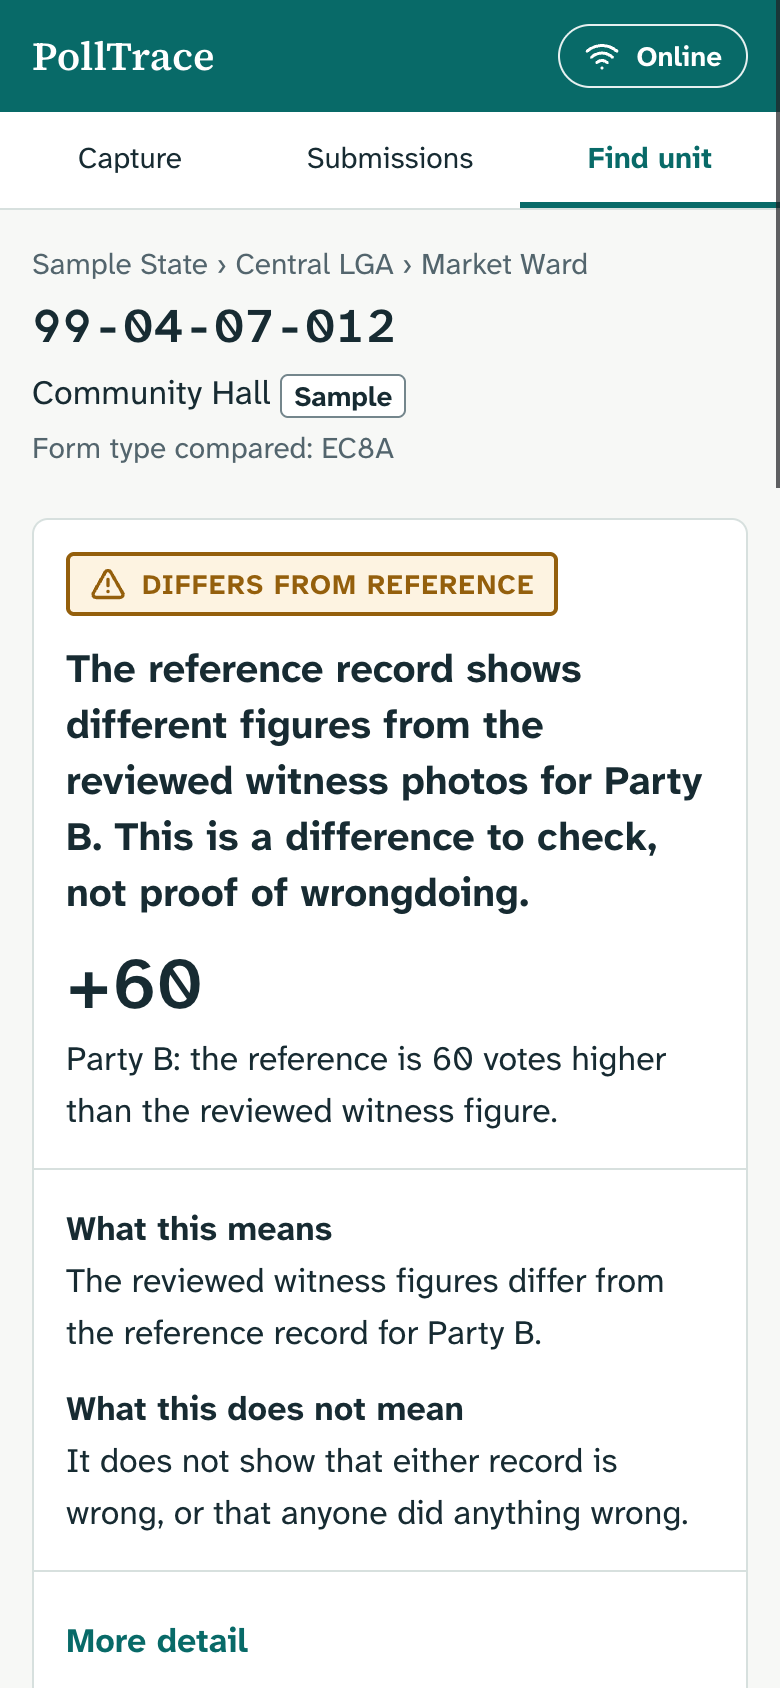 PollTrace
Online
Capture
Submissions
Find unit
Sample State › Central LGA › Market Ward
99-04-07-012
Community Hall Sample
Form type compared: EC8A
DIFFERS FROM REFERENCE
The reference record shows
different figures from the
reviewed witness photos for Party
B. This is a difference to check,
not proof of wrongdoing.
+60
Party B: the reference is 60 votes higher
than the reviewed witness figure.
What this means
The reviewed witness figures differ from
the reference record for Party B.
What this does not mean
It does not show that either record is
wrong, or that anyone did anything wrong.
More detail